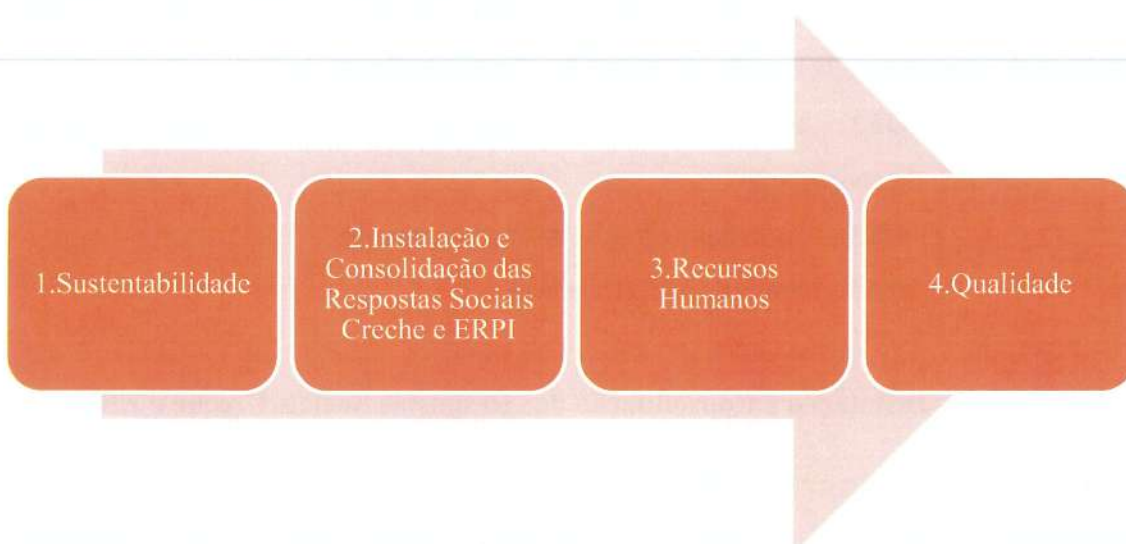 1.Sustentabilidade
2.Instalação e
Consolidação das
Respostas Sociais
Creche e ERPI
3.Recursos
Humanos
4.Qualidade